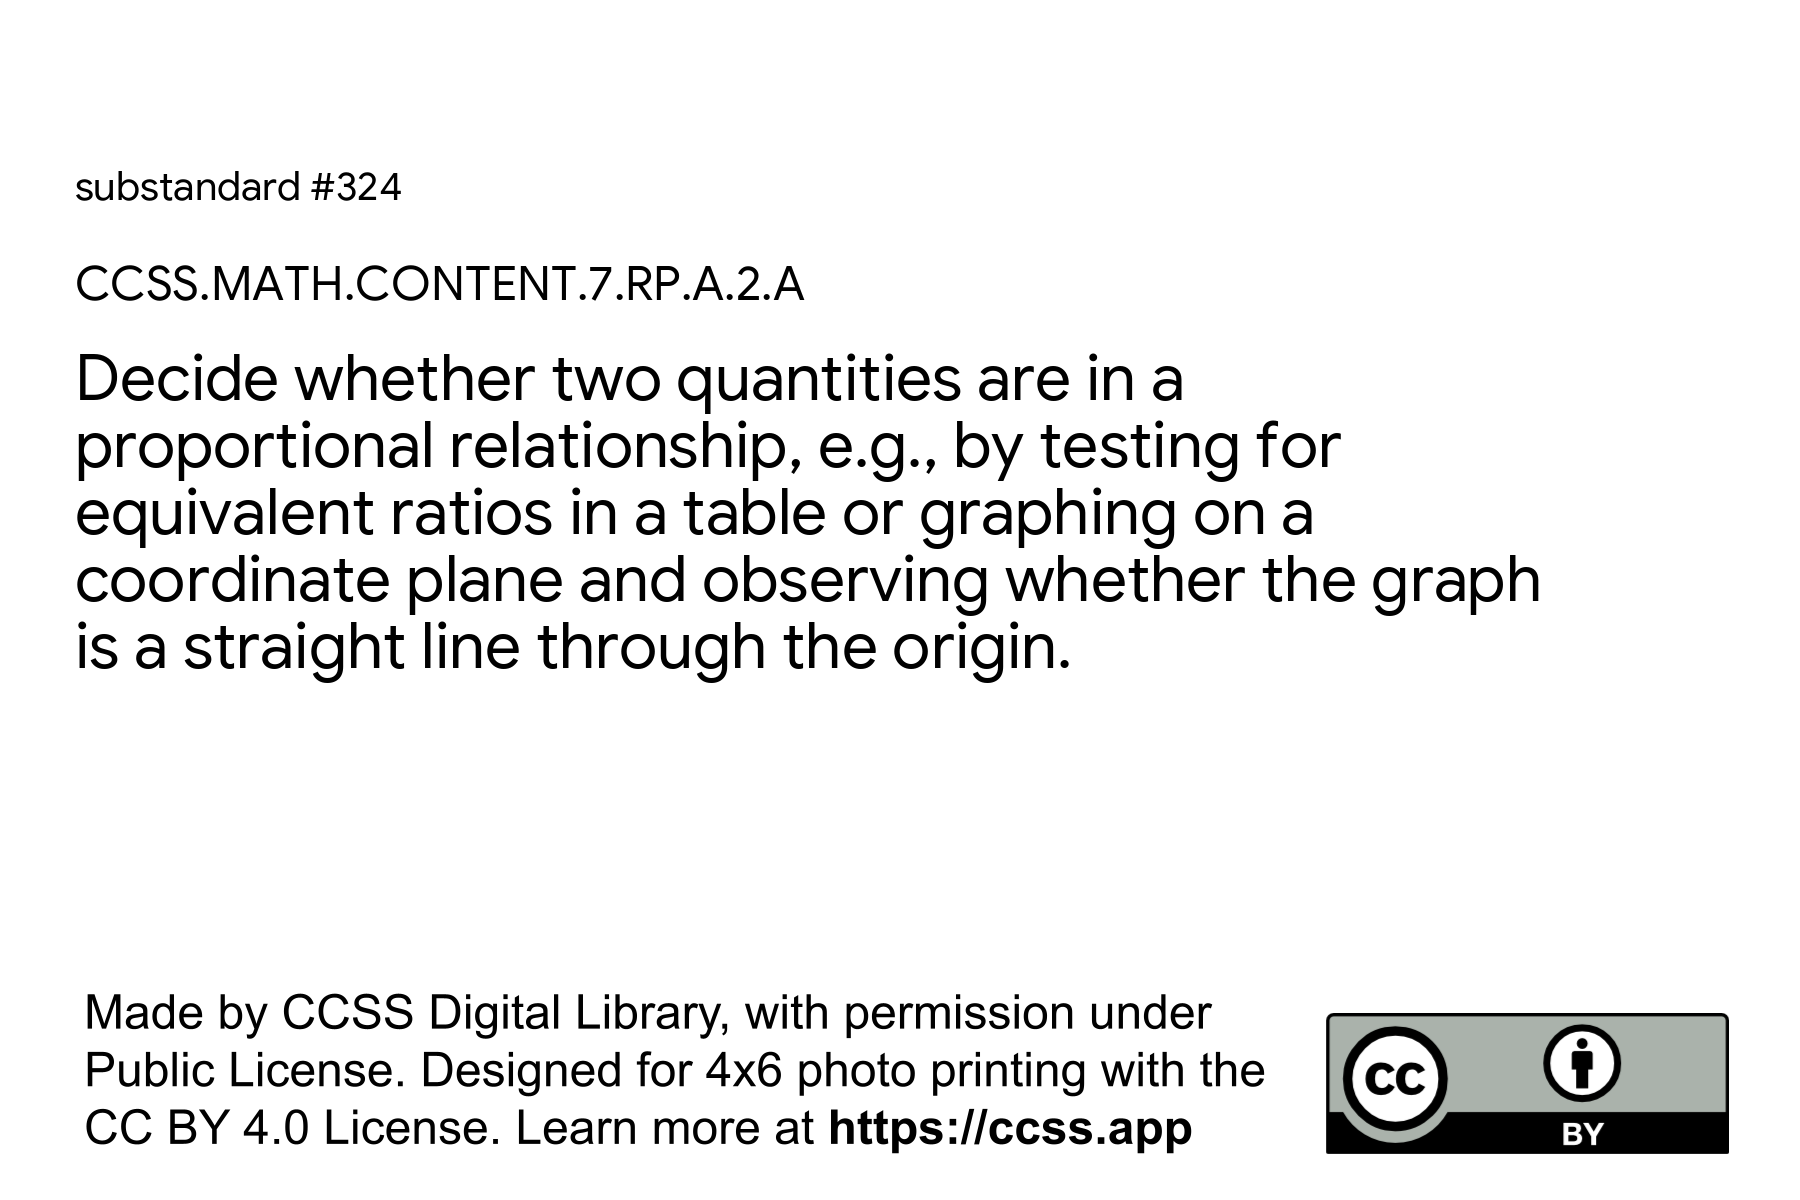 substandard #324
CCSS.MATH.CONTENT.7.RP.A.2.A
Decide whether two quantities are in a
proportional relationship, e.g., by testing for
equivalent ratios in a table or graphing on a
coordinate plane and observing whether the graph
is a straight line through the origin.
Made by CCSS Digital Library, with permission under
Public License. Designed for 4x6 photo printing with the
CC BY 4.0 License. Learn more at https://ccss.app
CC
BY